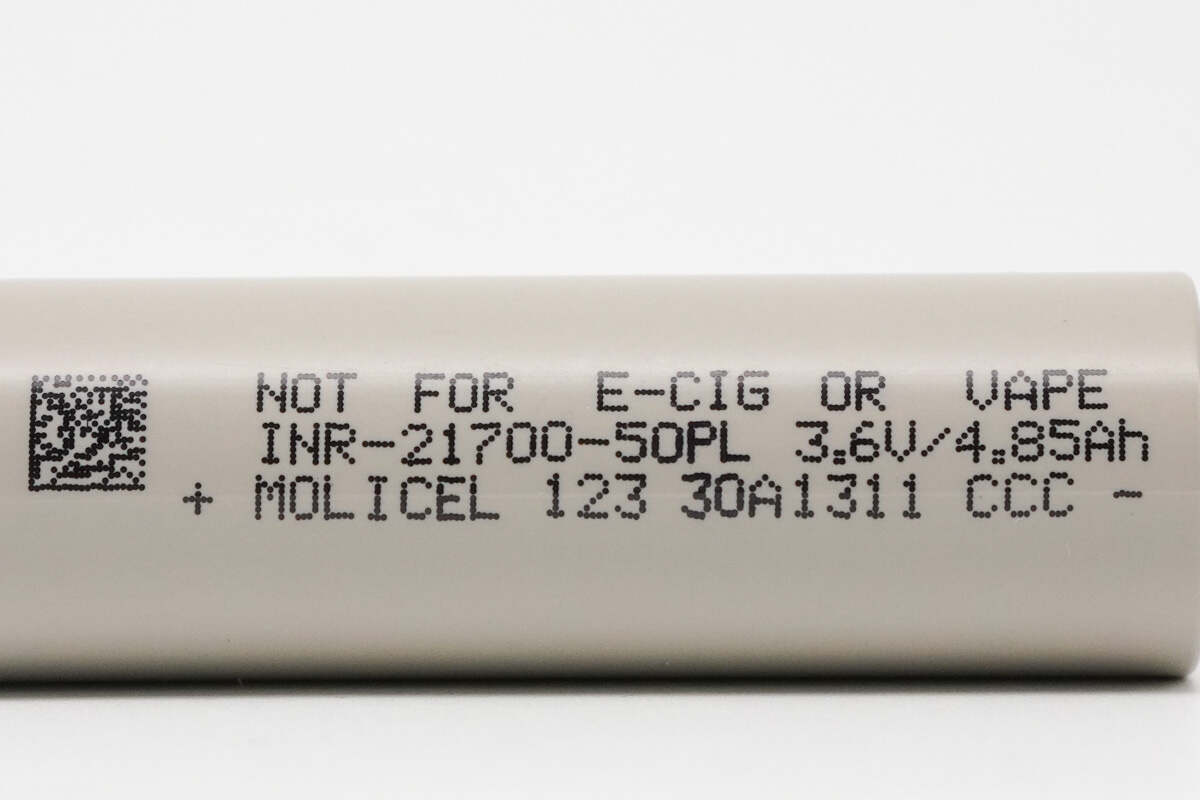 NOT FOR E-CIG OR VAPE
INR-21700-50PL 3.6V/4.85Ah
+ MOLICEL 123 30A1311 CCC -